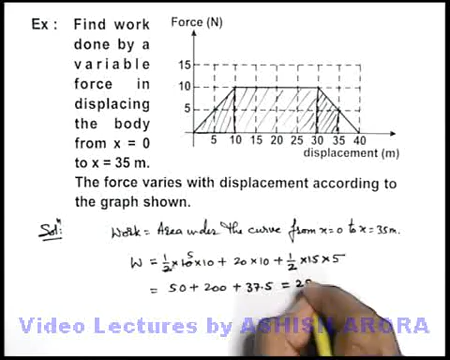 Ex : Find work
done by a
variable
force in
displacing
the body
from x = 0
to x = 35 m.
Force (N)
15
10
5
5 10 15 20 25 30 35 40
displacement (m)
The force varies with displacement according to
the graph shown.
Solⁿ: Work = Area under the curve from x=0 to x = 35m.
W = 1/2 × 10 × 10 + 20 × 10 + 1/2 × 15 × 5
5
= 50 + 200 + 37.5 = 28
Video Lectures by ASHISH ARORA